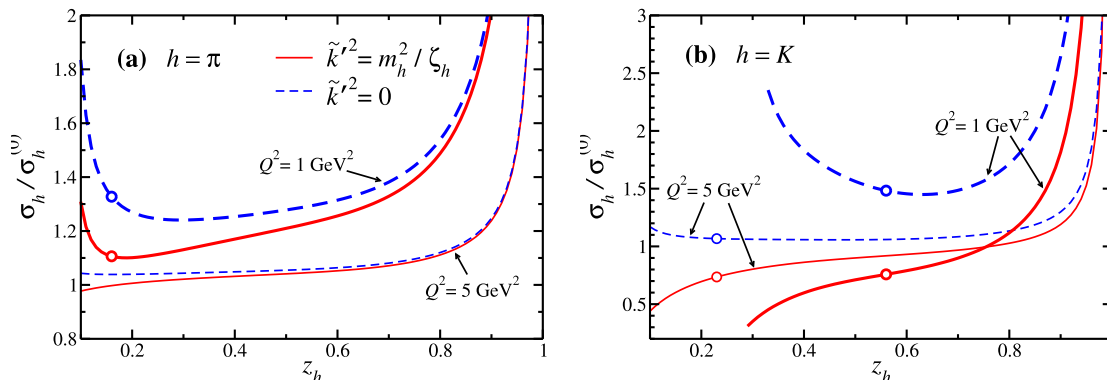 2
1.8
1.6
1.4
1.2
1
0.8
σ_h / σ_h^(0)
(a) h = π
k̃′² = m_h² / ζ_h
k̃′² = 0
Q² = 1 GeV²
Q² = 5 GeV²
0.2 0.4 0.6 0.8 1
z_h
3
2.5
2
1.5
1
0.5
σ_h / σ_h^(0)
(b) h = K
Q² = 1 GeV²
Q² = 5 GeV²
0.2 0.4 0.6 0.8
z_h